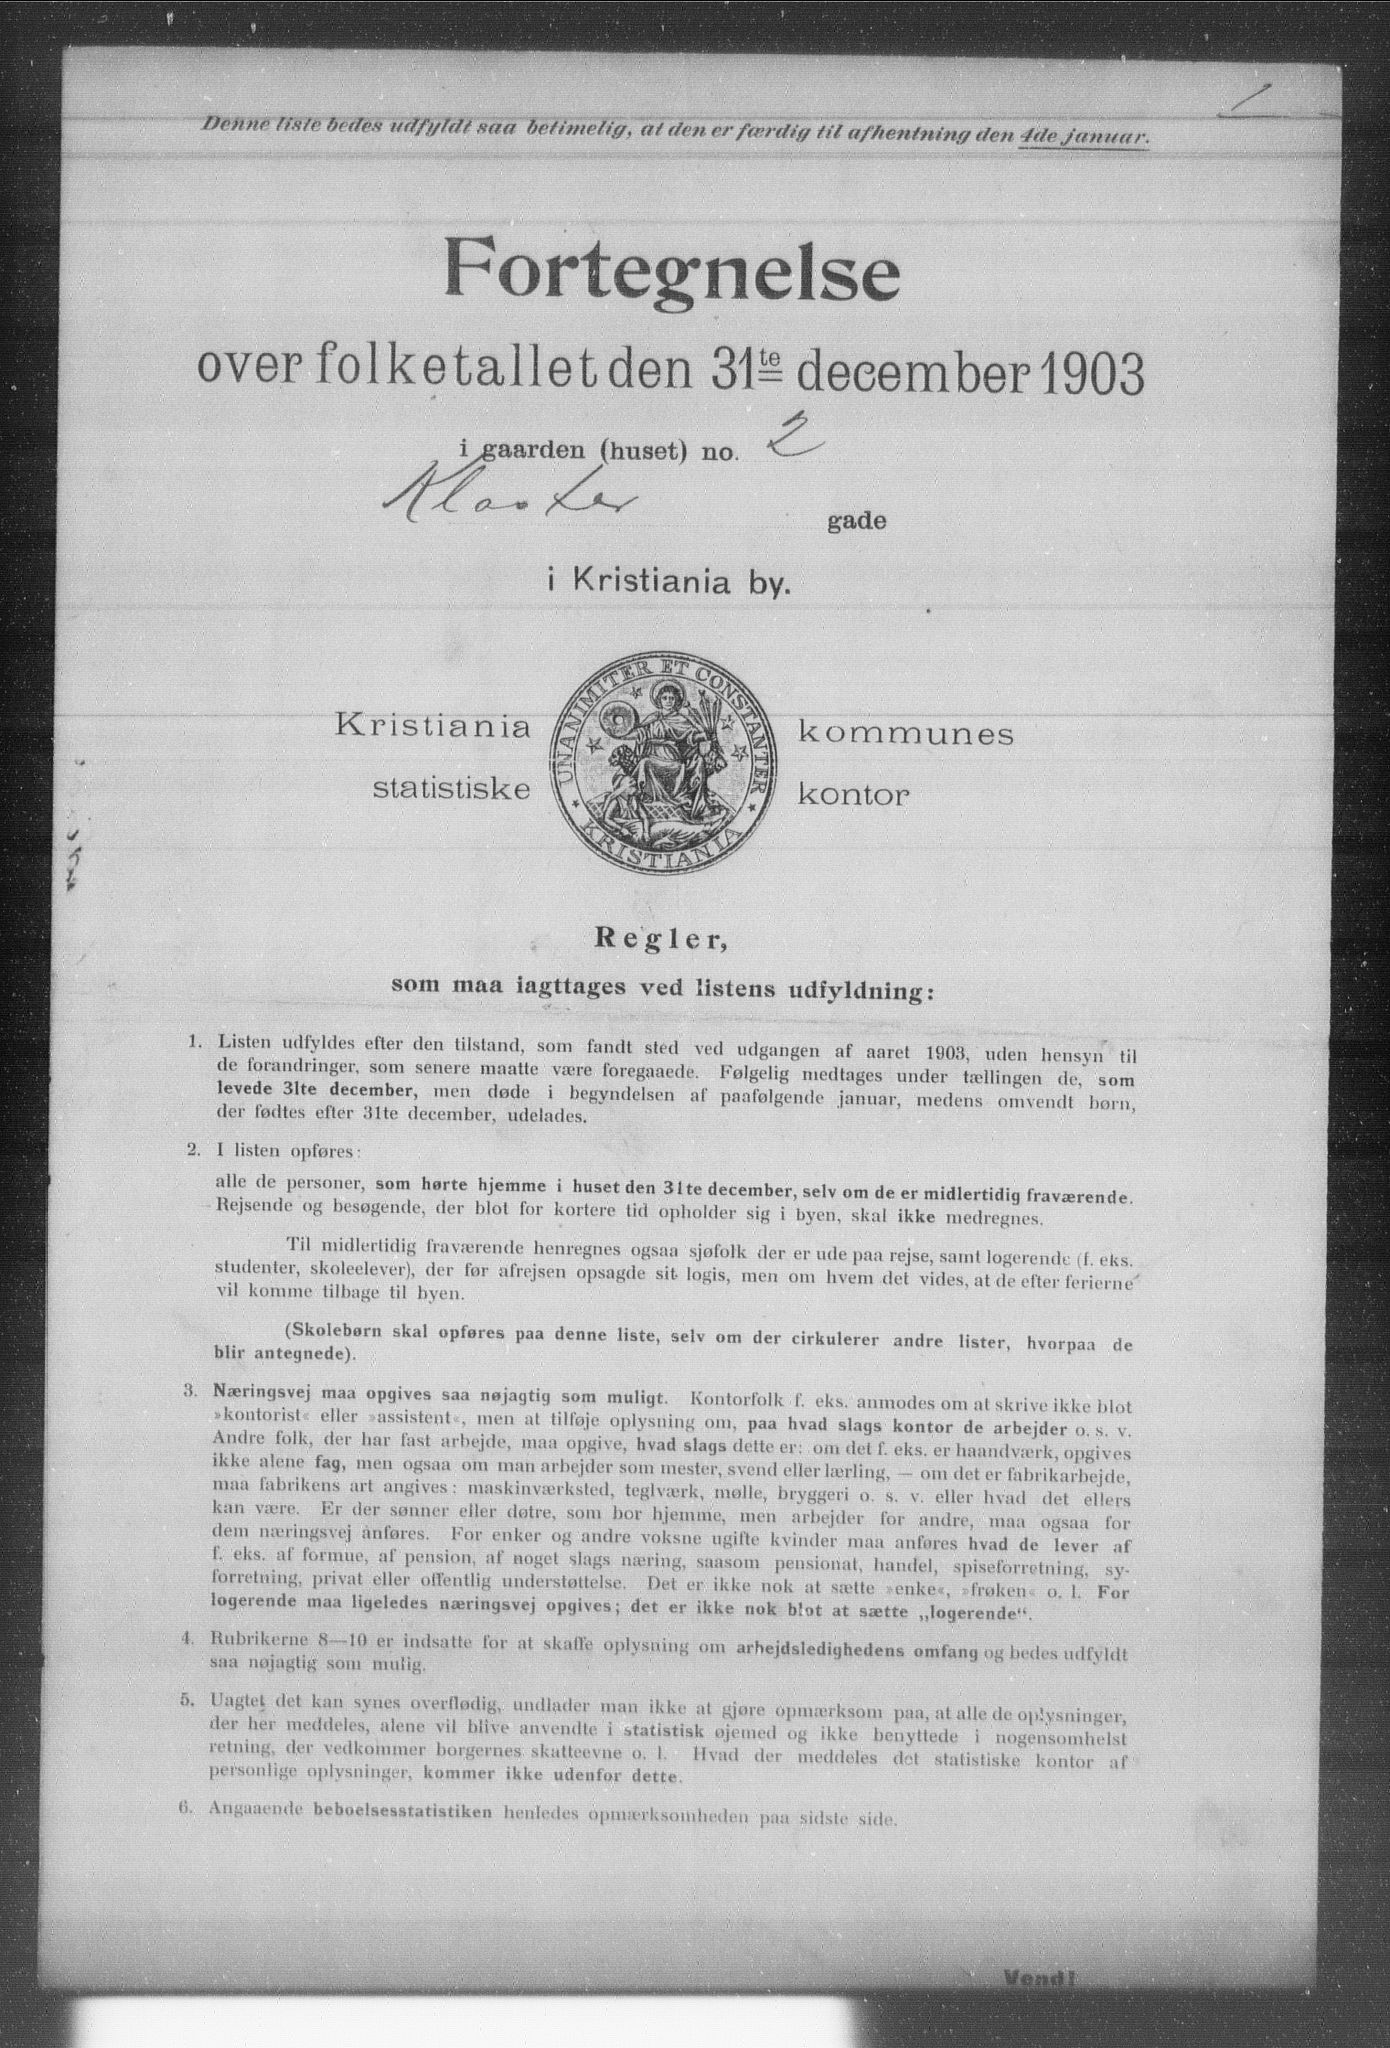 1
Denne liste bedes udfyldt saa betimelig, at den er færdig til afhentning den 4de januar.
Fortegnelse
over folketallet den 31te december 1903
i gaarden (huset) no. 2
Kloster gade
i Kristiania by.
Kristiania kommunes
statistiske kontor
UNANIMITER ET CONSTANTER
KRISTIANIA
Regler,
som maa iagttages ved listens udfyldning:
1. Listen udfyldes efter den tilstand, som fandt sted ved udgangen af aaret 1903, uden hensyn til
de forandringer, som senere maatte være foregaaede. Følgelig medtages under tællingen de, som
levede 31te december, men døde i begyndelsen af paafølgende januar, medens omvendt børn,
der fødtes efter 31te december, udelades.
2. I listen opføres:
alle de personer, som hørte hjemme i huset den 31te december, selv om de er midlertidig fraværende.
Rejsende og besøgende, der blot for kortere tid opholder sig i byen, skal ikke medregnes.
Til midlertidig fraværende henregnes ogsaa sjøfolk der er ude paa rejse, samt logerende (f. eks.
studenter, skoleelever), der før afrejsen opsagde sit logis, men om hvem det vides, at de efter ferierne
vil komme tilbage til byen.
(Skolebørn skal opføres paa denne liste, selv om der cirkulerer andre lister, hvorpaa de
blir antegnede).
3. Næringsvej maa opgives saa nøjagtig som muligt. Kontorfolk f. eks. anmodes om at skrive ikke blot
»kontorist« eller »assistent«, men at tilføje oplysning om, paa hvad slags kontor de arbejder o. s. v.
Andre folk, der har fast arbejde, maa opgive, hvad slags dette er: om det f. eks. er haandværk, opgives
ikke alene fag, men ogsaa om man arbejder som mester, svend eller lærling, — om det er fabrikarbejde,
maa fabrikens art angives: maskinværksted, teglværk, mølle, bryggeri o. s. v. eller hvad det ellers
kan være. Er der sønner eller døtre, som bor hjemme, men arbejder for andre, maa ogsaa for
dem næringsvej anføres. For enker og andre voksne ugifte kvinder maa anføres hvad de lever af
f. eks. af formue, af pension, af noget slags næring, saasom pensionat, handel, spiseforretning, sy-
forretning, privat eller offentlig understøttelse. Det er ikke nok at sætte »enke«, »frøken« o. l. For
logerende maa ligeledes næringsvej opgives; det er ikke nok blot at sætte „logerende“.
4. Rubrikerne 8—10 er indsatte for at skaffe oplysning om arbejdsledighedens omfang og bedes udfyldt
saa nøjagtig som mulig.
5. Uagtet det kan synes overflødig, undlader man ikke at gjøre opmærksom paa, at alle de oplysninger,
der her meddeles, alene vil blive anvendte i statistisk øjemed og ikke benyttede i nogensomhelst
retning, der vedkommer borgernes skatteevne o. l. Hvad der meddeles det statistiske kontor af
personlige oplysninger, kommer ikke udenfor dette.
6. Angaaende beboelsesstatistiken henledes opmærksomheden paa sidste side.
Vend!